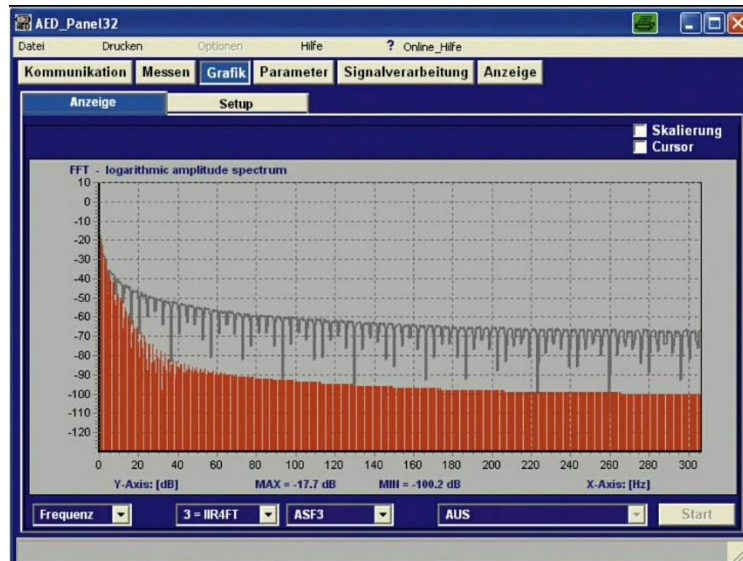 AED_Panel32
Datei Drucken Optionen Hilfe ? Online_Hilfe
Kommunikation Messen Grafik Parameter Signalverarbeitung Anzeige
Anzeige Setup
Skalierung
Cursor
FFT - logarithmic amplitude spectrum
10
0
-10
-20
-30
-40
-50
-60
-70
-80
-90
-100
-110
-120
0 20 40 60 80 100 120 140 160 180 200 220 240 260 280 300
Y-Axis: [dB] MAX = -17.7 dB MIN = -100.2 dB X-Axis: [Hz]
Frequenz 3 = IIR4FT ASF3 AUS Start